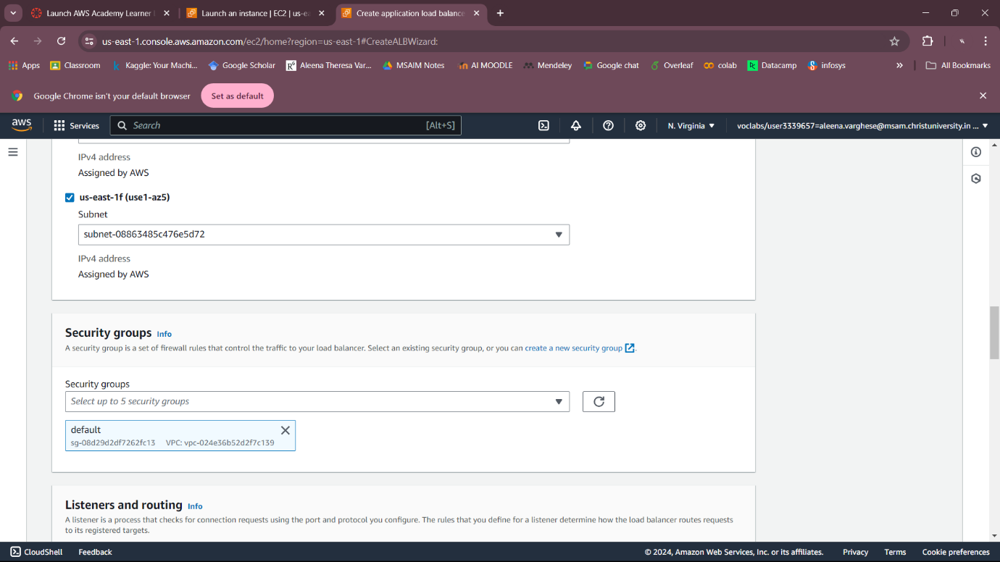 Launch AWS Academy Learner
Launch an instance | EC2 | us-ea
Create application load balance
us-east-1.console.aws.amazon.com/ec2/home?region=us-east-1#CreateALBWizard:
Apps
Classroom
Kaggle: Your Machi...
Google Scholar
Aleena Theresa Var...
MSAIM Notes
AI MOODLE
Mendeley
Google chat
Overleaf
colab
Datacamp
infosys
All Bookmarks
Google Chrome isn't your default browser
Set as default
aws
Services
Search
[Alt+S]
N. Virginia
voclabs/user3339657=aleena.varghese@msam.christuniversity.in ...
IPv4 address
Assigned by AWS
us-east-1f (use1-az5)
Subnet
subnet-08863485c476e5d72
IPv4 address
Assigned by AWS
Security groups Info
A security group is a set of firewall rules that control the traffic to your load balancer. Select an existing security group, or you can create a new security group.
Security groups
Select up to 5 security groups
default
sg-08d29d2df7262fc13 VPC: vpc-024e36b52d2f7c139
Listeners and routing Info
A listener is a process that checks for connection requests using the port and protocol you configure. The rules that you define for a listener determine how the load balancer routes requests
to its registered targets.
CloudShell
Feedback
© 2024, Amazon Web Services, Inc. or its affiliates.
Privacy
Terms
Cookie preferences